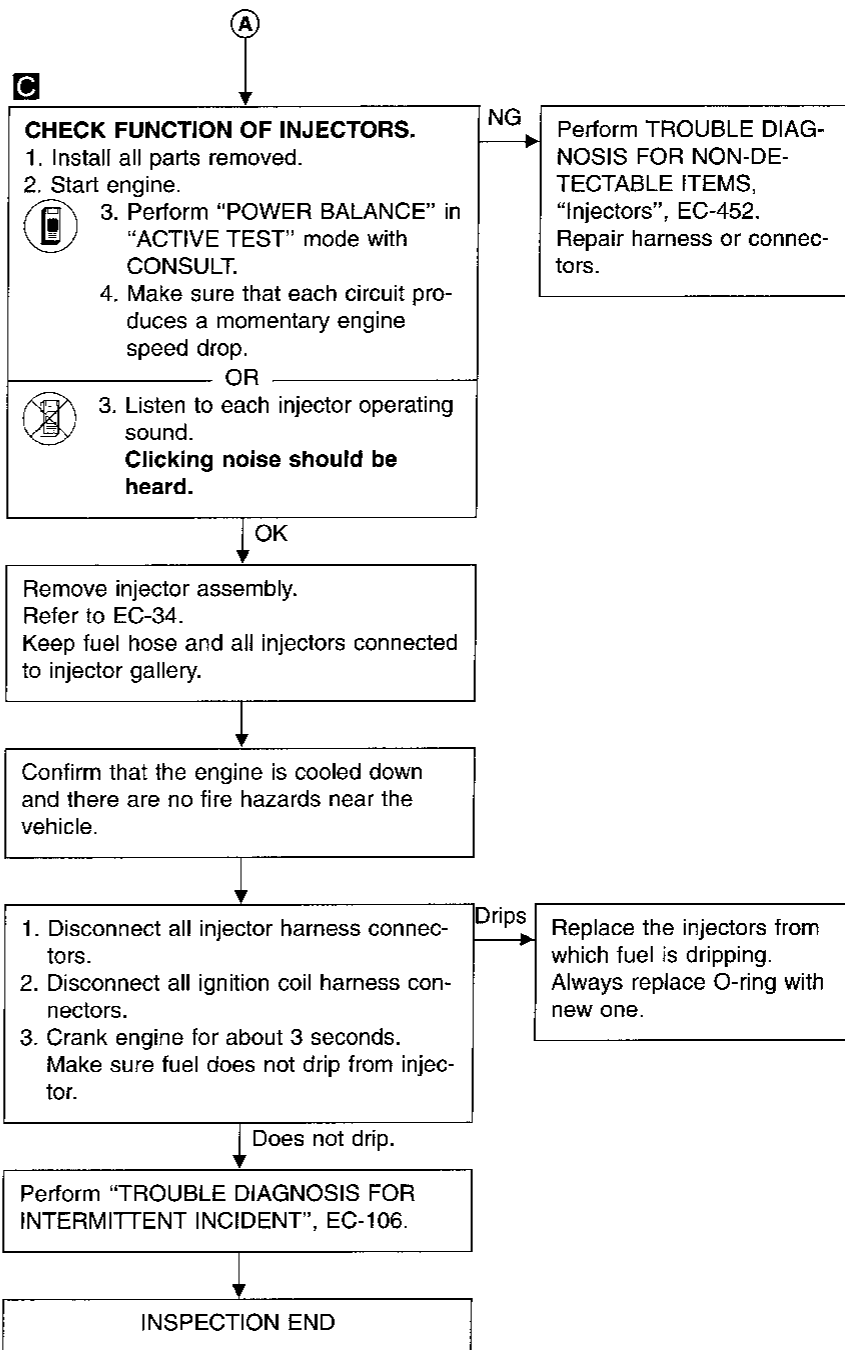 A
C
CHECK FUNCTION OF INJECTORS.
1. Install all parts removed.
2. Start engine.
3. Perform “POWER BALANCE” in
“ACTIVE TEST” mode with
CONSULT.
4. Make sure that each circuit pro-
duces a momentary engine
speed drop.
OR
3. Listen to each injector operating
sound.
Clicking noise should be
heard.
NG
Perform TROUBLE DIAG-
NOSIS FOR NON-DE-
TECTABLE ITEMS,
“Injectors”, EC-452.
Repair harness or connec-
tors.
OK
Remove injector assembly.
Refer to EC-34.
Keep fuel hose and all injectors connected
to injector gallery.
Confirm that the engine is cooled down
and there are no fire hazards near the
vehicle.
1. Disconnect all injector harness connec-
tors.
2. Disconnect all ignition coil harness con-
nectors.
3. Crank engine for about 3 seconds.
Make sure fuel does not drip from injec-
tor.
Drips
Replace the injectors from
which fuel is dripping.
Always replace O-ring with
new one.
Does not drip.
Perform “TROUBLE DIAGNOSIS FOR
INTERMITTENT INCIDENT”, EC-106.
INSPECTION END